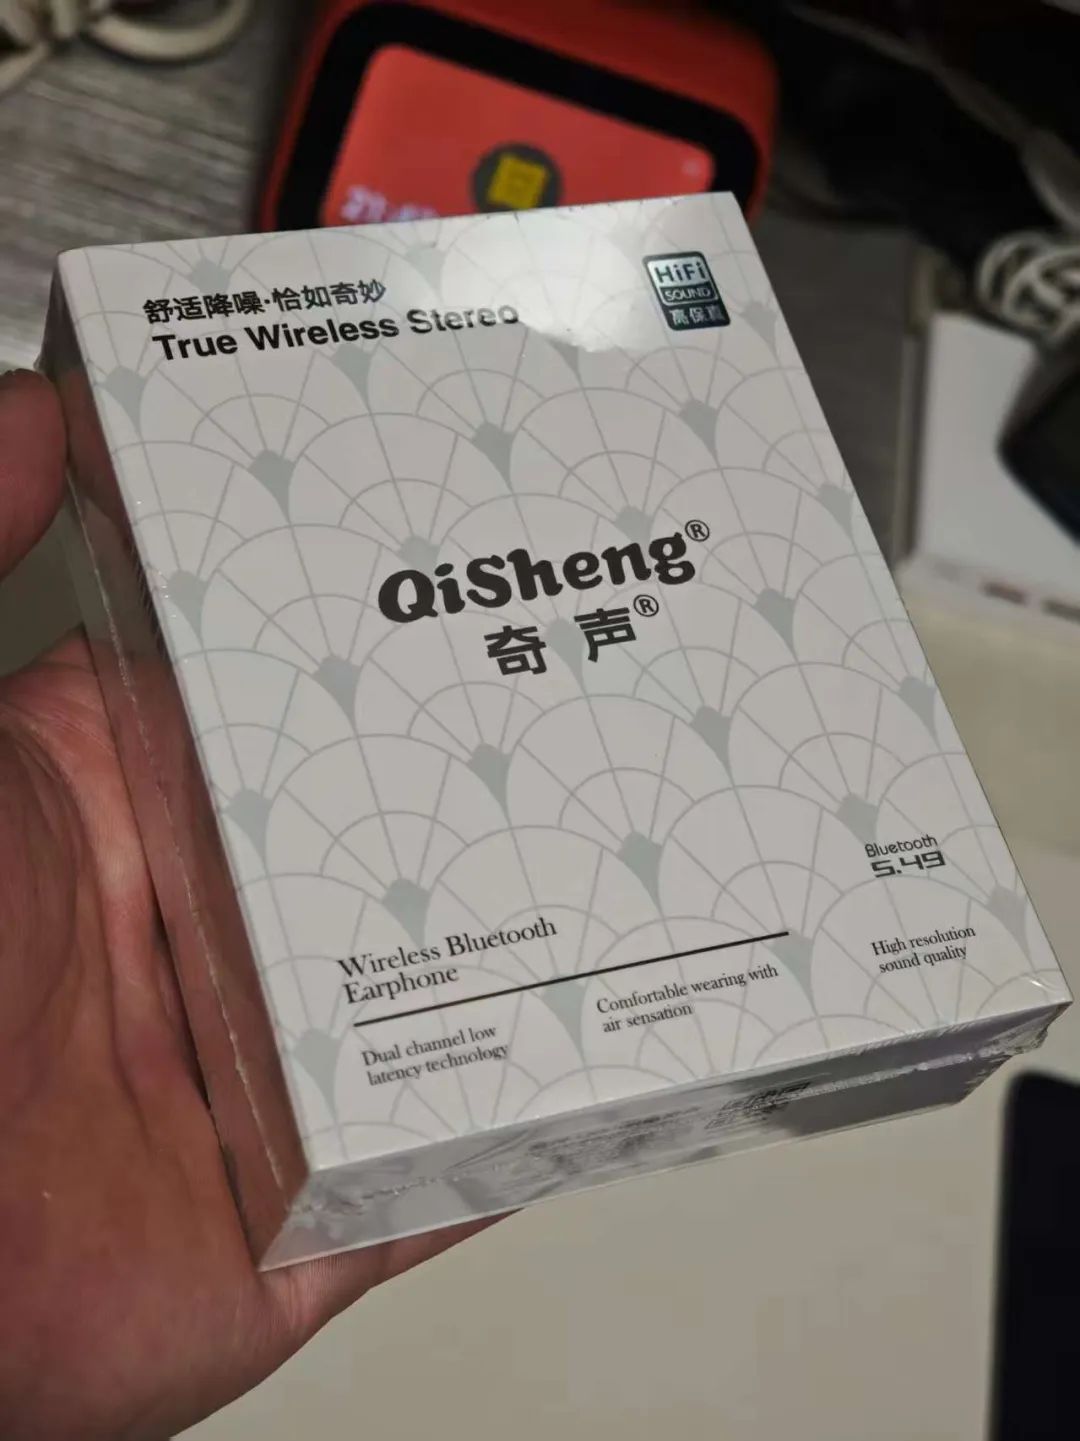 舒适降噪·恰如奇妙
True Wireless Stereo
HiFi
SOUND
高保真
QiSheng®
奇声®
Bluetooth
5.49
Wireless Bluetooth
Earphone
Dual channel low
latency technology
Comfortable wearing with
air sensation
High resolution
sound quality